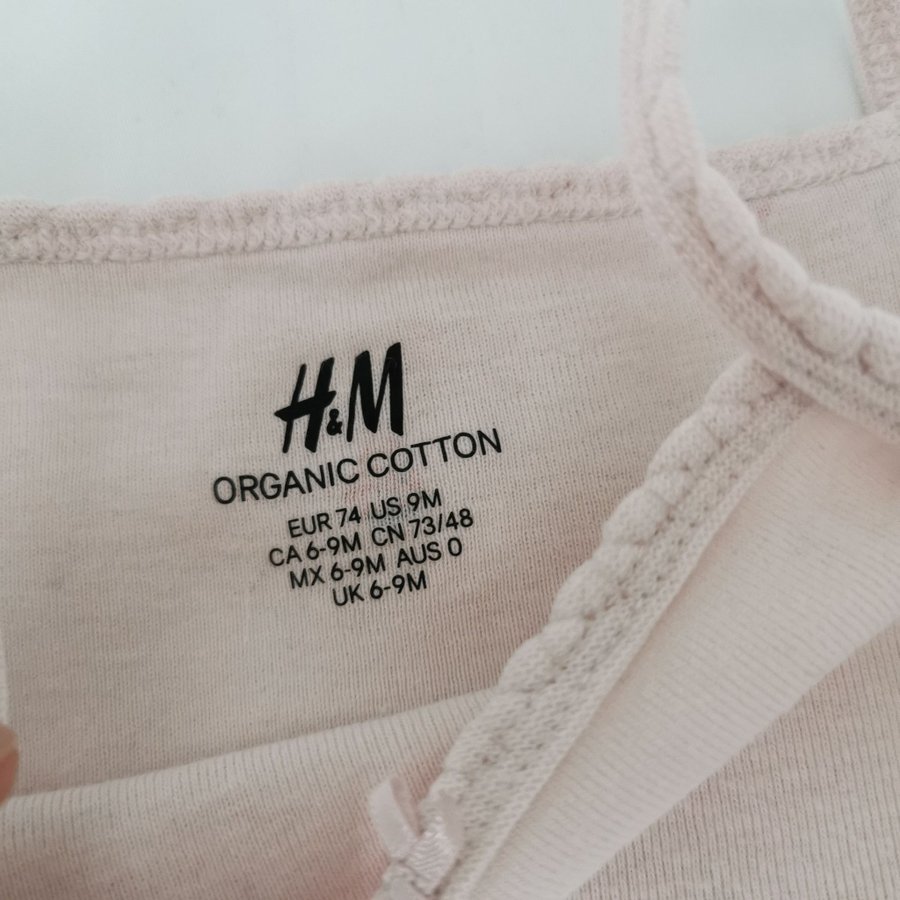 H&M
ORGANIC COTTON
EUR 74 US 9M
CA 6-9M CN 73/48
MX 6-9M AUS 0
UK 6-9M